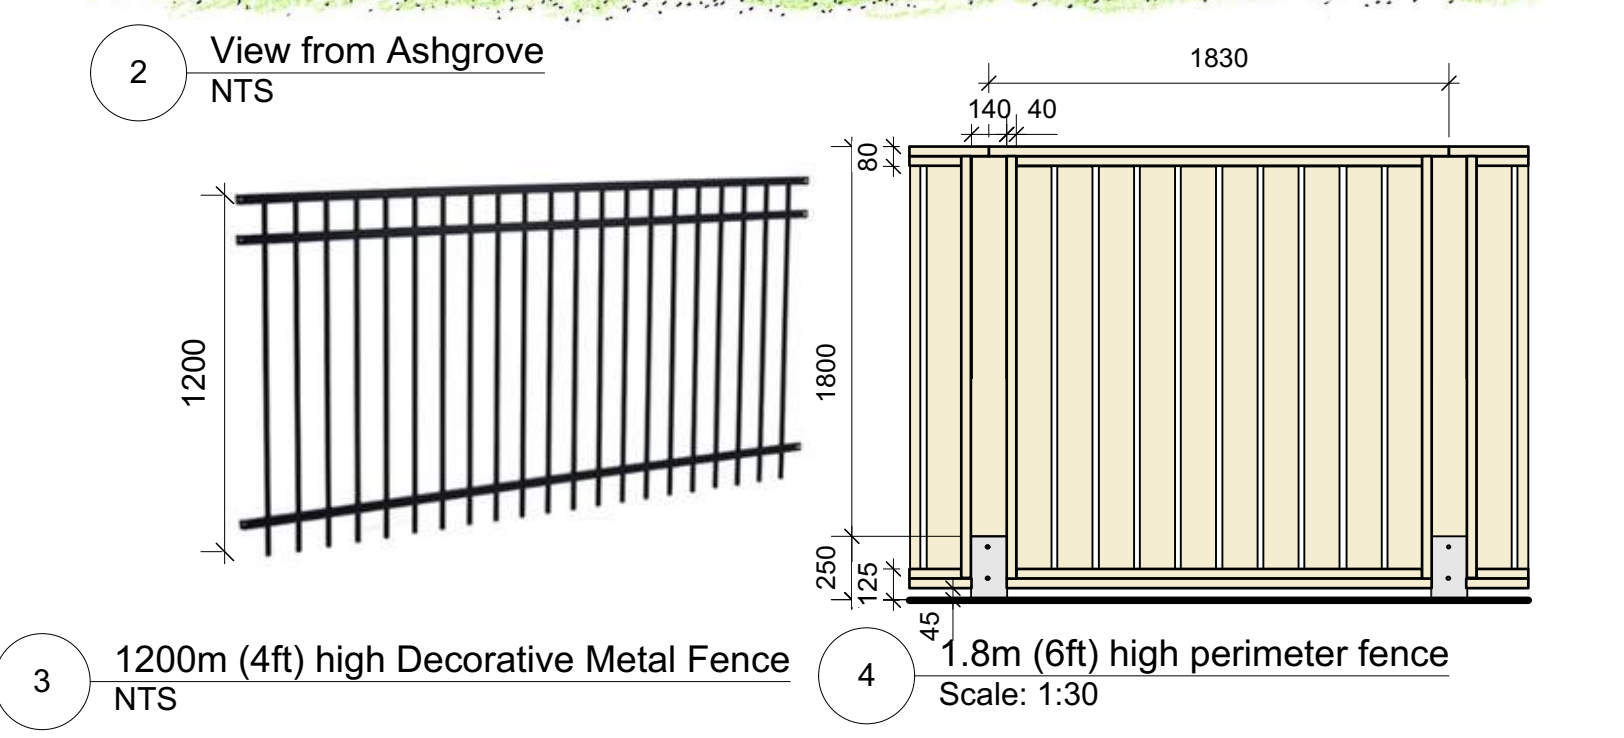 2
View from Ashgrove
NTS
1830
140 40
80
1200
1800
250
125
45
3
1200m (4ft) high Decorative Metal Fence
NTS
4
1.8m (6ft) high perimeter fence
Scale: 1:30